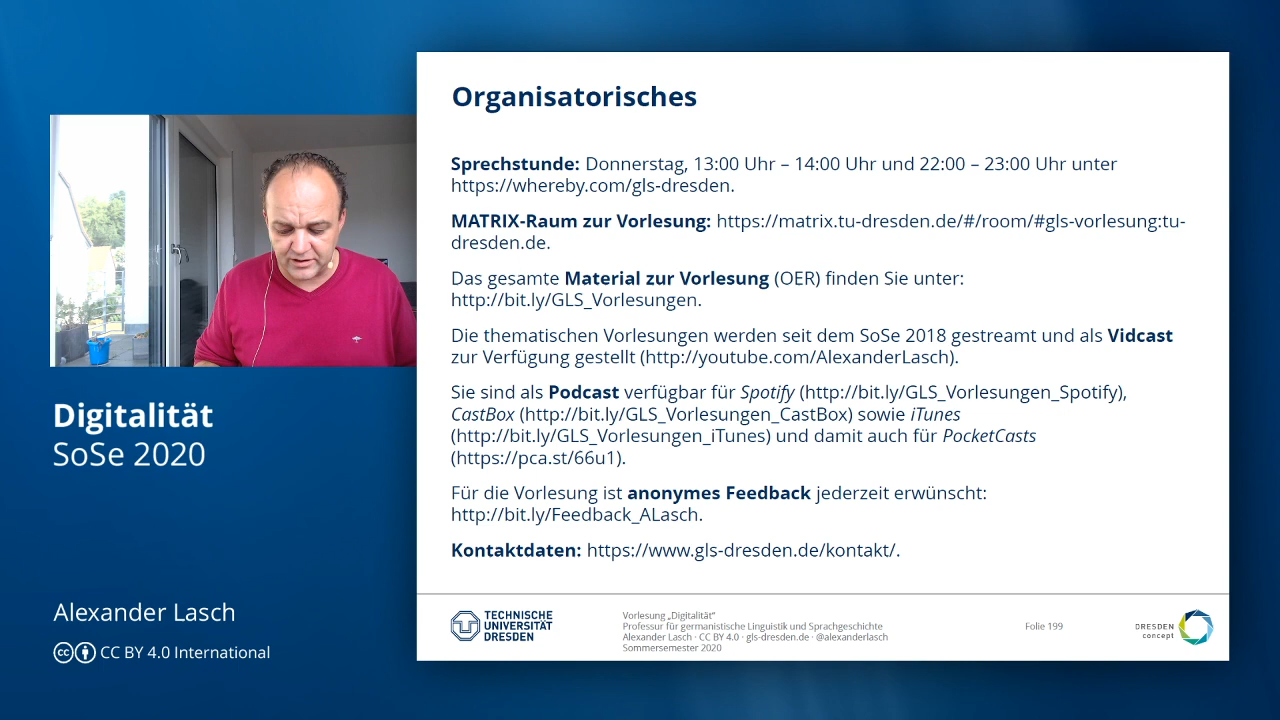 Organisatorisches
Sprechstunde: Donnerstag, 13:00 Uhr – 14:00 Uhr und 22:00 – 23:00 Uhr unter
https://whereby.com/gls-dresden.
MATRIX-Raum zur Vorlesung: https://matrix.tu-dresden.de/#/room/#gls-vorlesung:tu-
dresden.de.
Das gesamte Material zur Vorlesung (OER) finden Sie unter:
http://bit.ly/GLS_Vorlesungen.
Die thematischen Vorlesungen werden seit dem SoSe 2018 gestreamt und als Vidcast
zur Verfügung gestellt (http://youtube.com/AlexanderLasch).
Sie sind als Podcast verfügbar für Spotify (http://bit.ly/GLS_Vorlesungen_Spotify),
CastBox (http://bit.ly/GLS_Vorlesungen_CastBox) sowie iTunes
(http://bit.ly/GLS_Vorlesungen_iTunes) und damit auch für PocketCasts
(https://pca.st/66u1).
Für die Vorlesung ist anonymes Feedback jederzeit erwünscht:
http://bit.ly/Feedback_ALasch.
Kontaktdaten: https://www.gls-dresden.de/kontakt/.
Digitalität
SoSe 2020
Alexander Lasch
CC BY 4.0 International
TECHNISCHE
UNIVERSITÄT
DRESDEN
Vorlesung „Digitalität“
Professur für germanistische Linguistik und Sprachgeschichte
Alexander Lasch · CC BY 4.0 · gls-dresden.de · @alexanderlasch
Sommersemester 2020
Folie 199
DRESDEN
concept